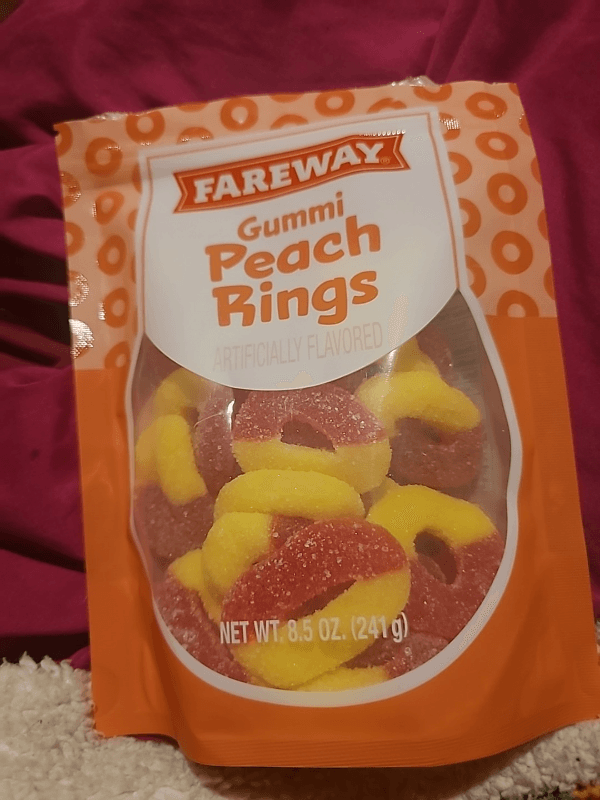 FAREWAY
Gummi
Peach
Rings
ARTIFICIALLY FLAVORED
NET WT. 8.5 OZ. (241g)